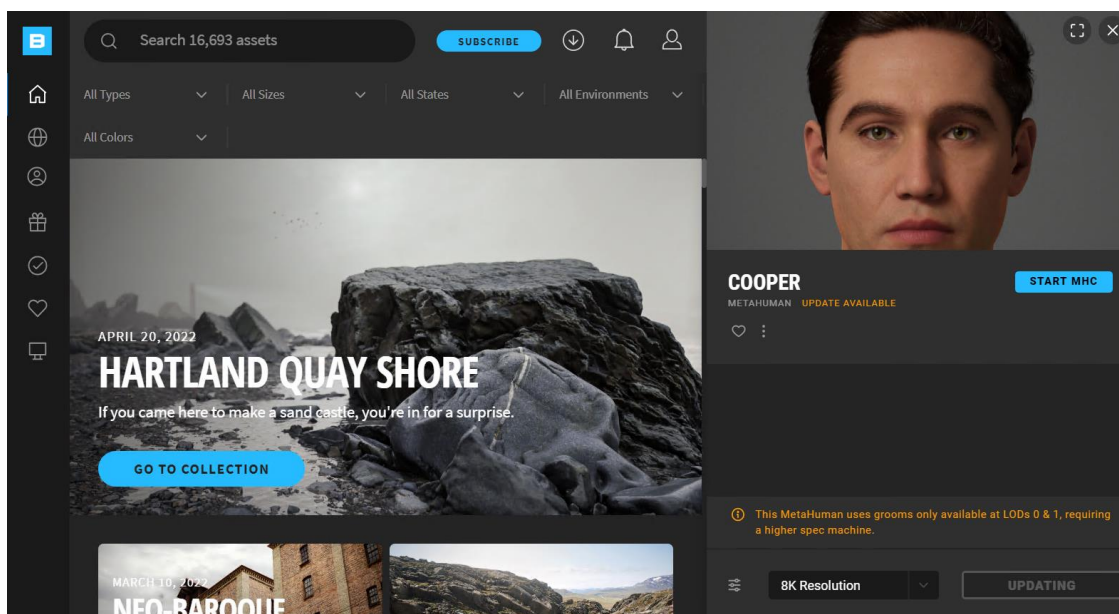 B
Search 16,693 assets
SUBSCRIBE
All Types
All Sizes
All States
All Environments
All Colors
APRIL 20, 2022
HARTLAND QUAY SHORE
If you came here to make a sand castle, you're in for a surprise.
GO TO COLLECTION
MARCH 10, 2022
NEO-BAROQUE
COOPER
START MHC
METAHUMAN UPDATE AVAILABLE
This MetaHuman uses grooms only available at LODs 0 & 1, requiring
a higher spec machine.
8K Resolution
UPDATING